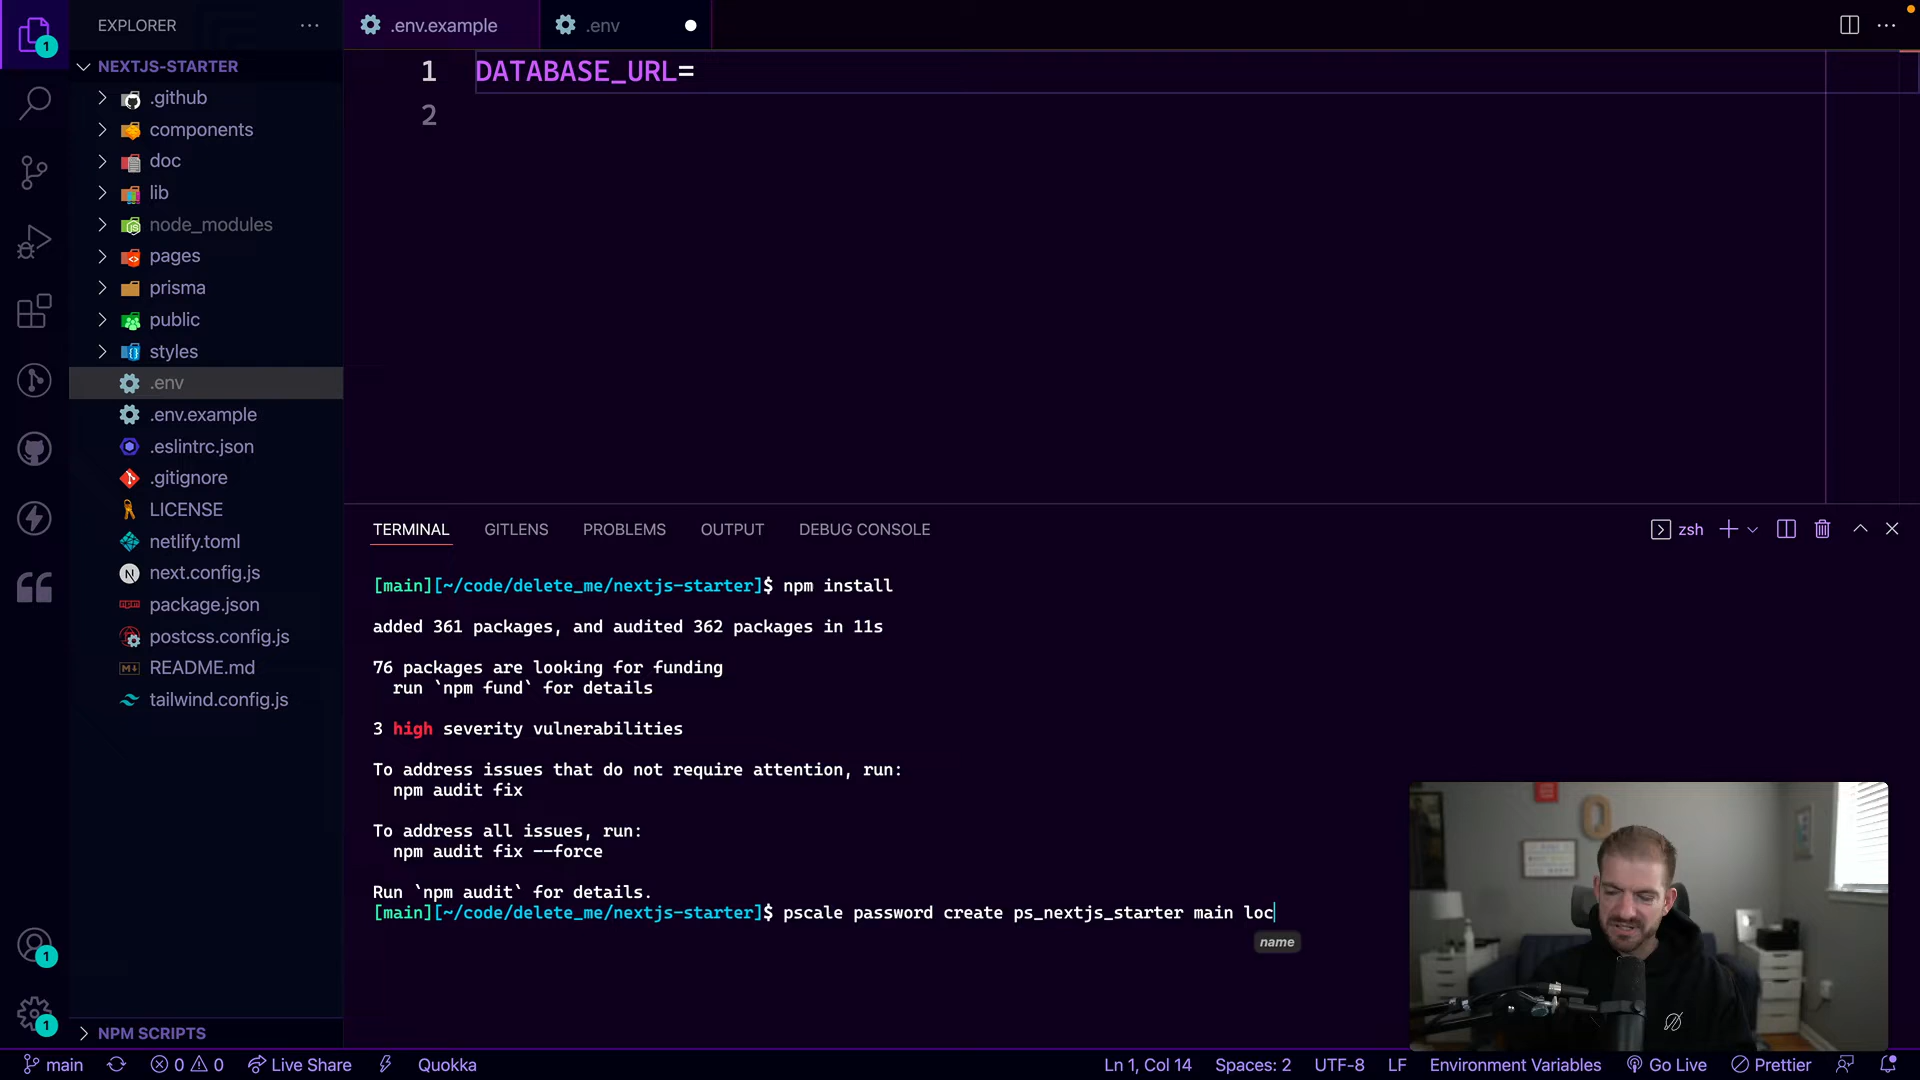 EXPLORER
.env.example
.env
NEXTJS-STARTER
.github
components
doc
lib
node_modules
pages
prisma
public
styles
.env
.env.example
.eslintrc.json
.gitignore
LICENSE
netlify.toml
next.config.js
package.json
postcss.config.js
README.md
tailwind.config.js
NPM SCRIPTS
1
1
1
1 DATABASE_URL=
2
TERMINAL GITLENS PROBLEMS OUTPUT DEBUG CONSOLE
zsh
[main][~/code/delete_me/nextjs-starter]$ npm install
added 361 packages, and audited 362 packages in 11s
76 packages are looking for funding
run `npm fund` for details
3 high severity vulnerabilities
To address issues that do not require attention, run:
npm audit fix
To address all issues, run:
npm audit fix --force
Run `npm audit` for details.
[main][~/code/delete_me/nextjs-starter]$ pscale password create ps_nextjs_starter main loc
name
main 0 0 Live Share Quokka Ln 1, Col 14 Spaces: 2 UTF-8 LF Environment Variables Go Live Prettier